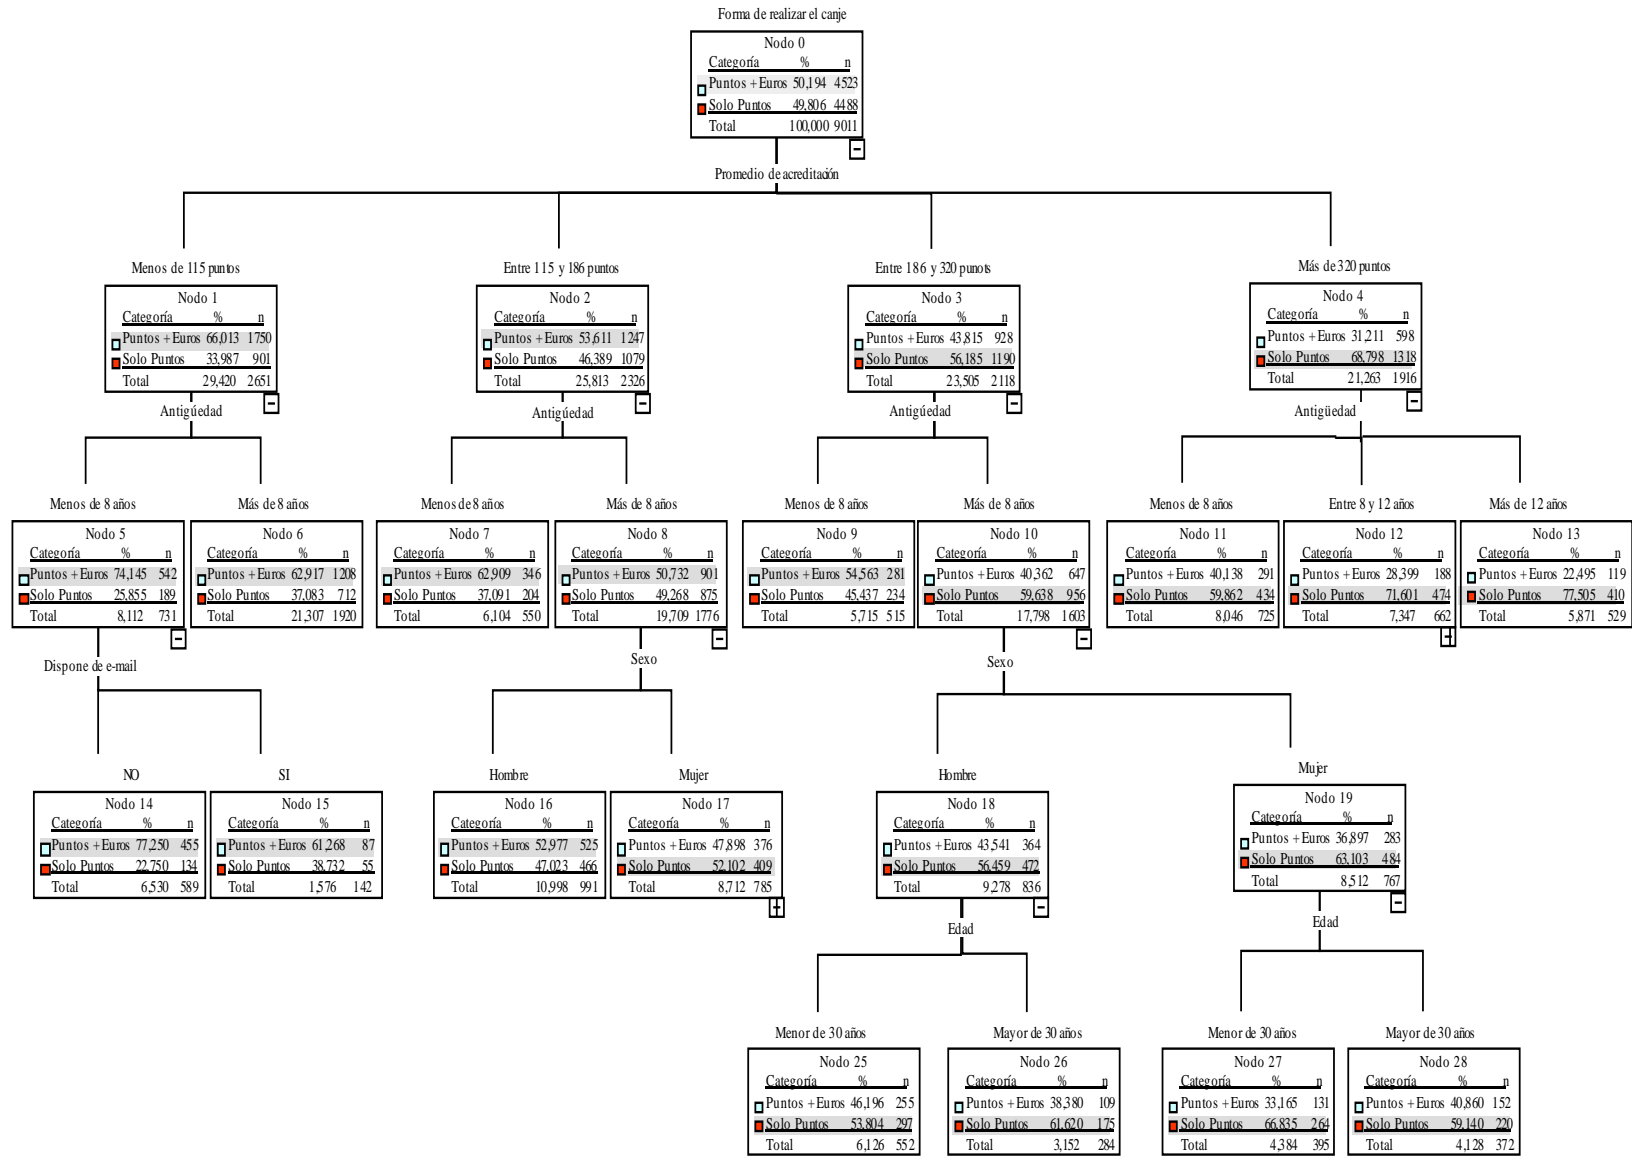 Forma de realizar el canje
Nodo 0
Categoría % n
Puntos + Euros 50,194 4523
Solo Puntos 49,806 4488
Total 100,000 9011
Promedio de acreditación
Menos de 115 puntos
Nodo 1
Categoría % n
Puntos + Euros 66,013 1750
Solo Puntos 33,987 901
Total 29,420 2651
Antigúedad
Entre 115 y 186 puntos
Nodo 2
Categoría % n
Puntos + Euros 53,611 1247
Solo Puntos 46,389 1079
Total 25,813 2326
Antigúedad
Entre 186 y 320 punots
Nodo 3
Categoría % n
Puntos + Euros 43,815 928
Solo Puntos 56,185 1190
Total 23,505 2118
Antigúedad
Más de 320 puntos
Nodo 4
Categoría % n
Puntos + Euros 31,211 598
Solo Puntos 68,798 1318
Total 21,263 1916
Antigüedad
Menos de 8 años
Nodo 5
Categoría % n
Puntos + Euros 74,145 542
Solo Puntos 25,855 189
Total 8,112 731
Dispone de e-mail
Más de 8 años
Nodo 6
Categoría % n
Puntos + Euros 62,917 1208
Solo Puntos 37,083 712
Total 21,307 1920
Menos de 8 años
Nodo 7
Categoría % n
Puntos + Euros 62,909 346
Solo Puntos 37,091 204
Total 6,104 550
Más de 8 años
Nodo 8
Categoría % n
Puntos + Euros 50,732 901
Solo Puntos 49,268 875
Total 19,709 1776
Sexo
Menos de 8 años
Nodo 9
Categoría % n
Puntos + Euros 54,563 281
Solo Puntos 45,437 234
Total 5,715 515
Más de 8 años
Nodo 10
Categoría % n
Puntos + Euros 40,362 647
Solo Puntos 59,638 956
Total 17,798 1603
Sexo
Menos de 8 años
Nodo 11
Categoría % n
Puntos + Euros 40,138 291
Solo Puntos 59,862 434
Total 8,046 725
Entre 8 y 12 años
Nodo 12
Categoría % n
Puntos + Euros 28,399 188
Solo Puntos 71,601 474
Total 7,347 662
Más de 12 años
Nodo 13
Categoría % n
Puntos + Euros 22,495 119
Solo Puntos 77,505 410
Total 5,871 529
NO
Nodo 14
Categoría % n
Puntos + Euros 77,250 455
Solo Puntos 22,750 134
Total 6,530 589
SI
Nodo 15
Categoría % n
Puntos + Euros 61,268 87
Solo Puntos 38,732 55
Total 1,576 142
Hombre
Nodo 16
Categoría % n
Puntos + Euros 52,977 525
Solo Puntos 47,023 466
Total 10,998 991
Mujer
Nodo 17
Categoría % n
Puntos + Euros 47,898 376
Solo Puntos 52,102 409
Total 8,712 785
Hombre
Nodo 18
Categoría % n
Puntos + Euros 43,541 364
Solo Puntos 56,459 472
Total 9,278 836
Edad
Mujer
Nodo 19
Categoría % n
Puntos + Euros 36,897 283
Solo Puntos 63,103 484
Total 8,512 767
Edad
Menor de 30 años
Nodo 25
Categoría % n
Puntos + Euros 46,196 255
Solo Puntos 53,804 297
Total 6,126 552
Mayor de 30 años
Nodo 26
Categoría % n
Puntos + Euros 38,380 109
Solo Puntos 61,620 175
Total 3,152 284
Menor de 30 años
Nodo 27
Categoría % n
Puntos + Euros 33,165 131
Solo Puntos 66,835 264
Total 4,384 395
Mayor de 30 años
Nodo 28
Categoría % n
Puntos + Euros 40,860 152
Solo Puntos 59,140 220
Total 4,128 372